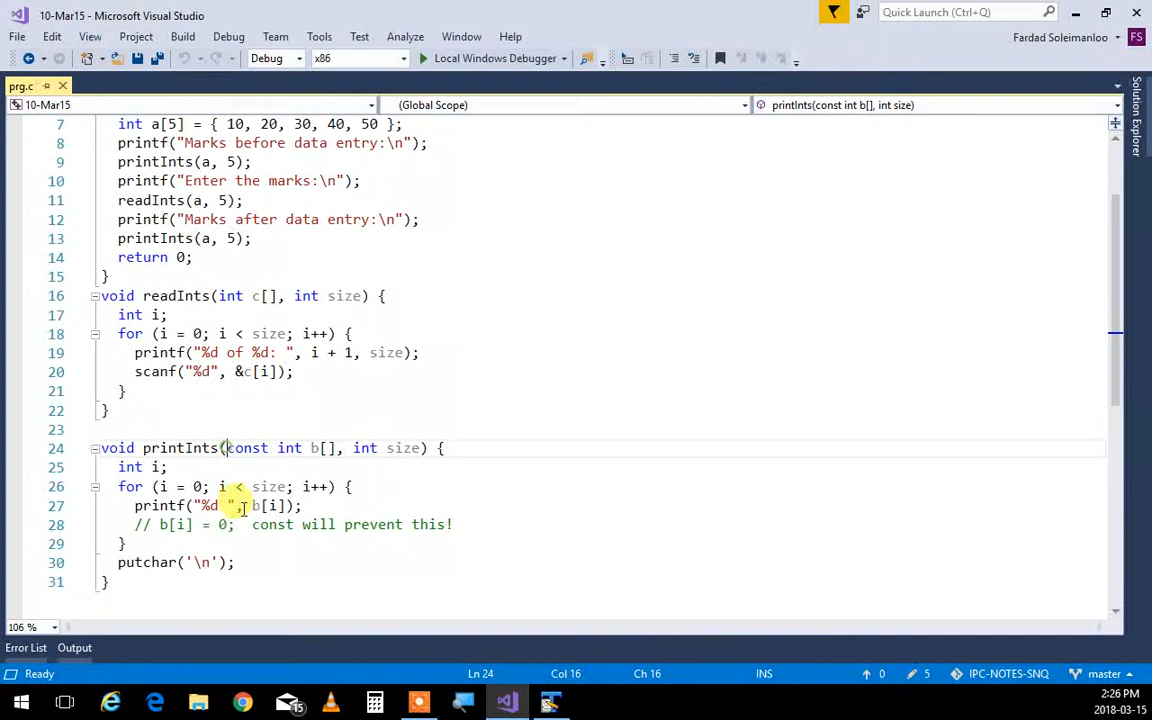 10-Mar15 - Microsoft Visual Studio
Quick Launch (Ctrl+Q)
File Edit View Project Build Debug Team Tools Test Analyze Window Help
Fardad Soleimanloo FS
Debug x86 Local Windows Debugger
prg.c
10-Mar15 (Global Scope) printInts(const int b[], int size)
Solution Explorer
7 int a[5] = { 10, 20, 30, 40, 50 };
8 printf("Marks before data entry:\n");
9 printInts(a, 5);
10 printf("Enter the marks:\n");
11 readInts(a, 5);
12 printf("Marks after data entry:\n");
13 printInts(a, 5);
14 return 0;
15 }
16 void readInts(int c[], int size) {
17 int i;
18 for (i = 0; i < size; i++) {
19 printf("%d of %d: ", i + 1, size);
20 scanf("%d", &c[i]);
21 }
22 }
23
24 void printInts(const int b[], int size) {
25 int i;
26 for (i = 0; i < size; i++) {
27 printf("%d ", b[i]);
28 // b[i] = 0; const will prevent this!
29 }
30 putchar('\n');
31 }
106 %
Error List Output
Ready Ln 24 Col 16 Ch 16 INS 0 5 IPC-NOTES-SNQ master
15
2:26 PM
2018-03-15